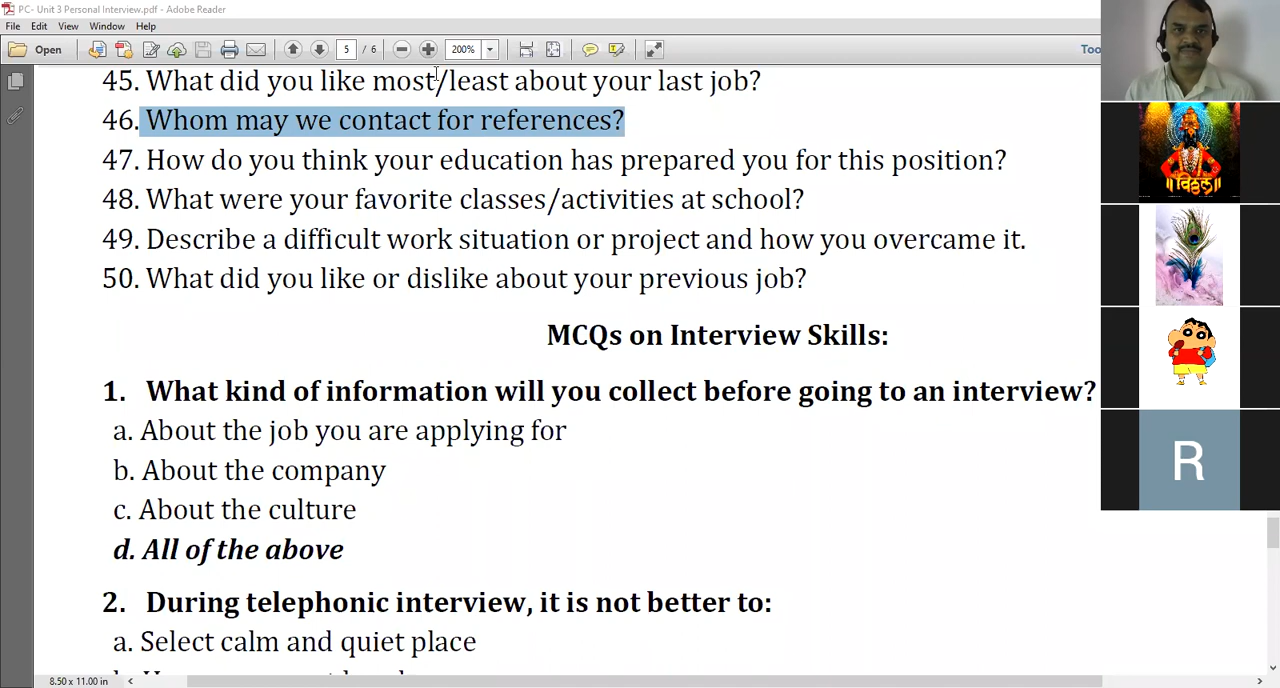 PC- Unit 3 Personal Interview.pdf - Adobe Reader
File Edit View Window Help
Open 5 / 6 200% Too
45. What did you like most/least about your last job?
46. Whom may we contact for references?
47. How do you think your education has prepared you for this position?
48. What were your favorite classes/activities at school?
49. Describe a difficult work situation or project and how you overcame it.
50. What did you like or dislike about your previous job?
MCQs on Interview Skills:
1. What kind of information will you collect before going to an interview?
a. About the job you are applying for
b. About the company
c. About the culture
d. All of the above
2. During telephonic interview, it is not better to:
a. Select calm and quiet place
8.50 x 11.00 in
॥ विठ्ठल ॥
R